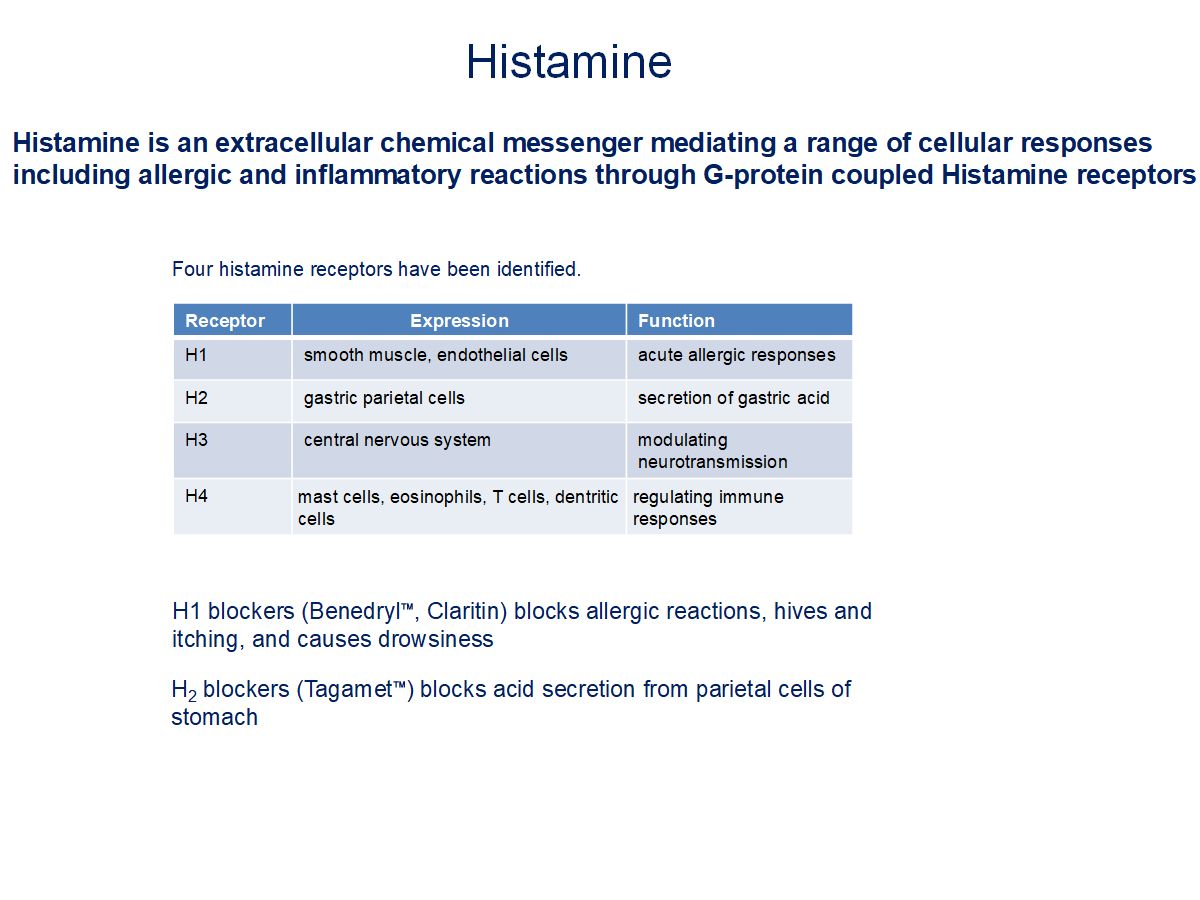 Histamine
Histamine is an extracellular chemical messenger mediating a range of cellular responses
including allergic and inflammatory reactions through G-protein coupled Histamine receptors
Four histamine receptors have been identified.
Receptor Expression Function
H1 smooth muscle, endothelial cells acute allergic responses
H2 gastric parietal cells secretion of gastric acid
H3 central nervous system modulating
neurotransmission
H4 mast cells, eosinophils, T cells, dentritic regulating immune
cells responses
H1 blockers (Benedryl™, Claritin) blocks allergic reactions, hives and
itching, and causes drowsiness
H2 blockers (Tagamet™) blocks acid secretion from parietal cells of
stomach